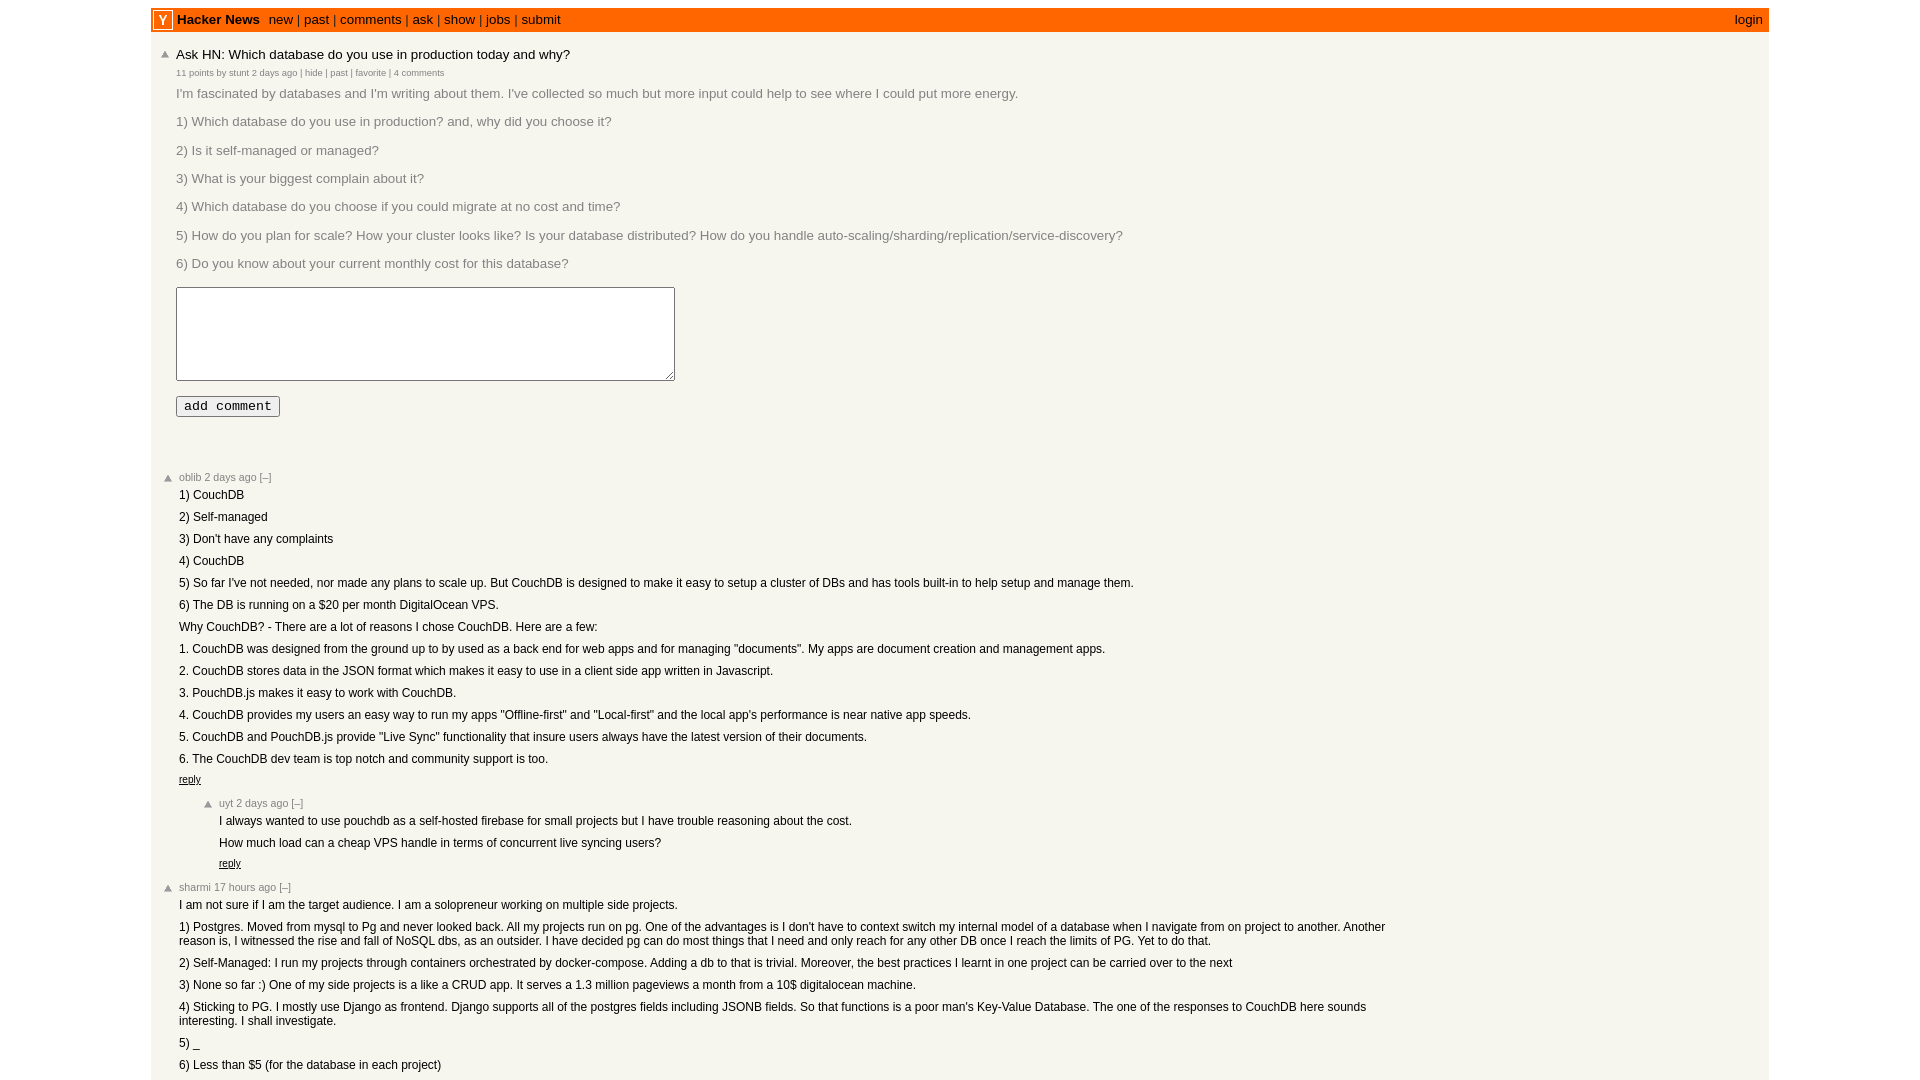 Y Hacker News new | past | comments | ask | show | jobs | submit login
Ask HN: Which database do you use in production today and why?
11 points by stunt 2 days ago | hide | past | favorite | 4 comments
I'm fascinated by databases and I'm writing about them. I've collected so much but more input could help to see where I could put more energy.
1) Which database do you use in production? and, why did you choose it?
2) Is it self-managed or managed?
3) What is your biggest complain about it?
4) Which database do you choose if you could migrate at no cost and time?
5) How do you plan for scale? How your cluster looks like? Is your database distributed? How do you handle auto-scaling/sharding/replication/service-discovery?
6) Do you know about your current monthly cost for this database?
add comment
oblib 2 days ago [–]
1) CouchDB
2) Self-managed
3) Don't have any complaints
4) CouchDB
5) So far I've not needed, nor made any plans to scale up. But CouchDB is designed to make it easy to setup a cluster of DBs and has tools built-in to help setup and manage them.
6) The DB is running on a $20 per month DigitalOcean VPS.
Why CouchDB? - There are a lot of reasons I chose CouchDB. Here are a few:
1. CouchDB was designed from the ground up to by used as a back end for web apps and for managing "documents". My apps are document creation and management apps.
2. CouchDB stores data in the JSON format which makes it easy to use in a client side app written in Javascript.
3. PouchDB.js makes it easy to work with CouchDB.
4. CouchDB provides my users an easy way to run my apps "Offline-first" and "Local-first" and the local app's performance is near native app speeds.
5. CouchDB and PouchDB.js provide "Live Sync" functionality that insure users always have the latest version of their documents.
6. The CouchDB dev team is top notch and community support is too.
reply
uyt 2 days ago [–]
I always wanted to use pouchdb as a self-hosted firebase for small projects but I have trouble reasoning about the cost.
How much load can a cheap VPS handle in terms of concurrent live syncing users?
reply
sharmi 17 hours ago [–]
I am not sure if I am the target audience. I am a solopreneur working on multiple side projects.
1) Postgres. Moved from mysql to Pg and never looked back. All my projects run on pg. One of the advantages is I don't have to context switch my internal model of a database when I navigate from on project to another. Another
reason is, I witnessed the rise and fall of NoSQL dbs, as an outsider. I have decided pg can do most things that I need and only reach for any other DB once I reach the limits of PG. Yet to do that.
2) Self-Managed: I run my projects through containers orchestrated by docker-compose. Adding a db to that is trivial. Moreover, the best practices I learnt in one project can be carried over to the next
3) None so far :) One of my side projects is a like a CRUD app. It serves a 1.3 million pageviews a month from a 10$ digitalocean machine.
4) Sticking to PG. I mostly use Django as frontend. Django supports all of the postgres fields including JSONB fields. So that functions is a poor man's Key-Value Database. The one of the responses to CouchDB here sounds
interesting. I shall investigate.
5) _
6) Less than $5 (for the database in each project)